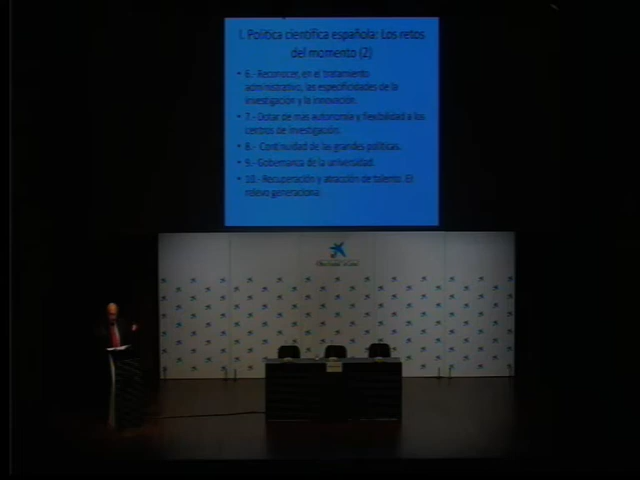 I. Política científica española: Los retos
del momento (2)
• 6.- Reconocer, en el tratamiento
administrativo, las especificidades de la
investigación y la innovación.
• 7.- Dotar de mas autonomía y flexibilidad a los
centros de investigación.
• 8.- Continuidad de las grandes políticas.
• 9.- Gobernanza de la universidad.
• 10.- Recuperación y atracción de talento. El
relevo generacional